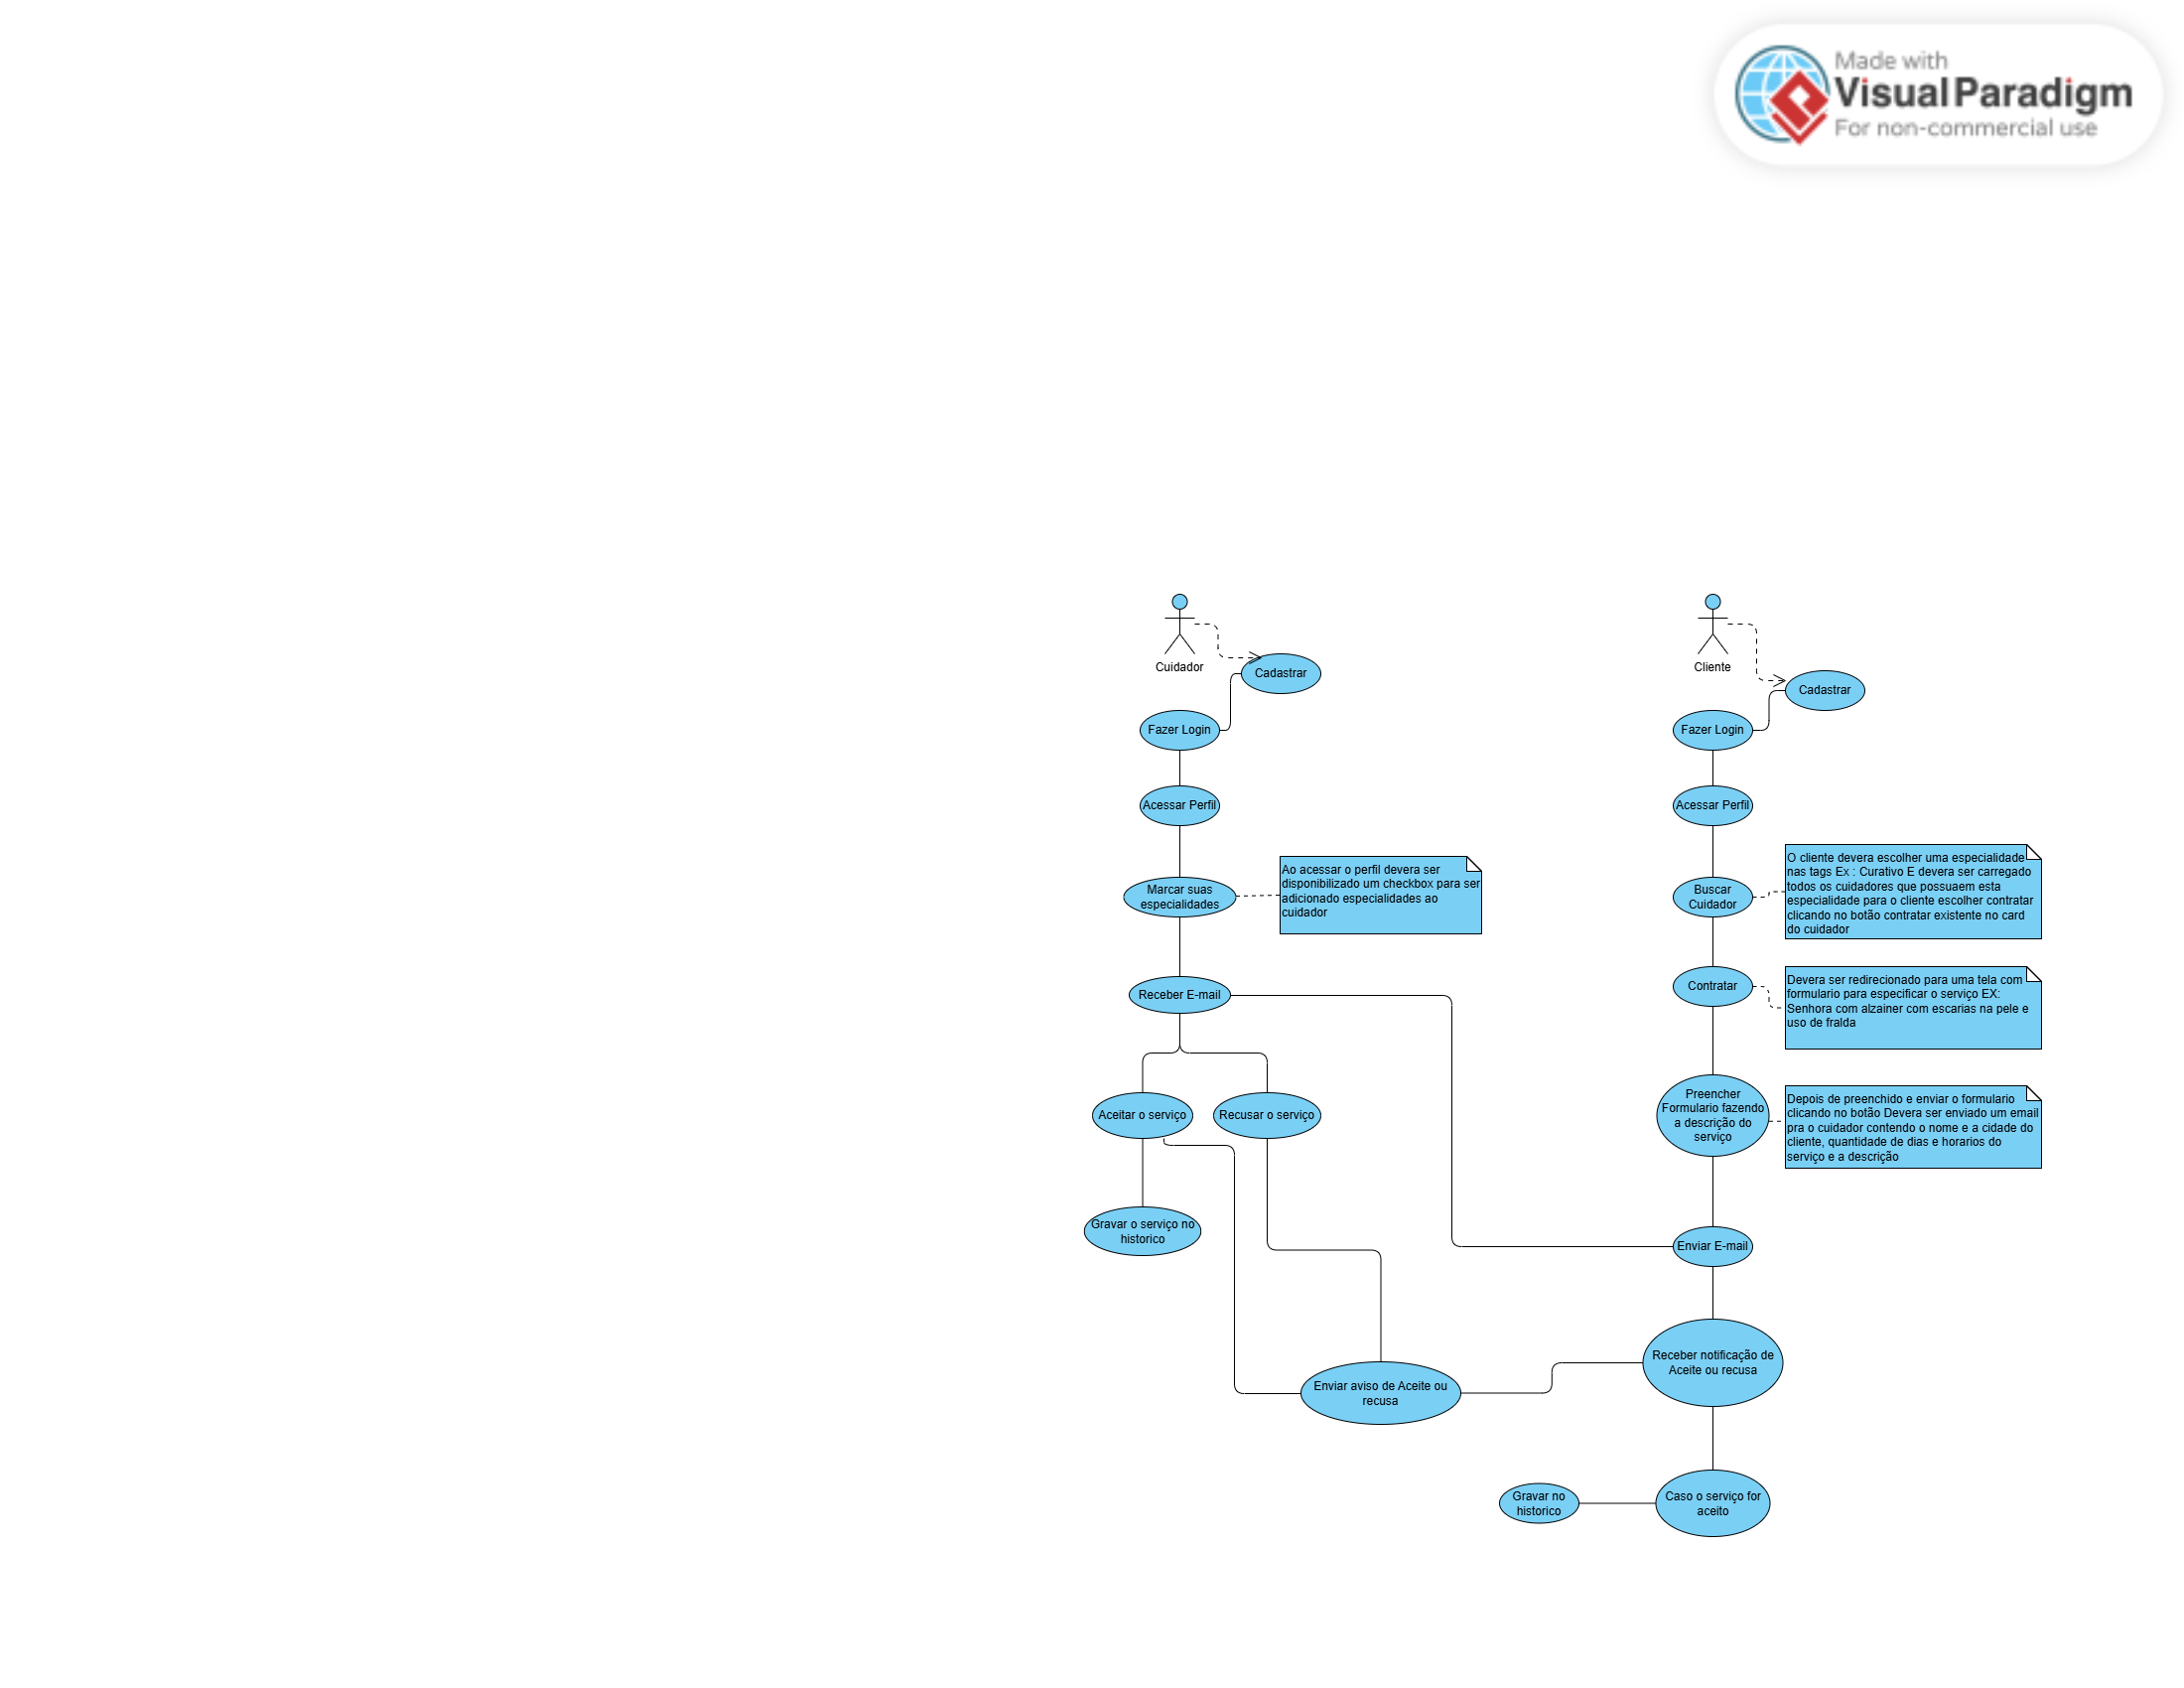 Made with
Visual Paradigm
For non-commercial use
Cuidador
Cadastrar
Fazer Login
Acessar Perfil
Marcar suas
especialidades
Ao acessar o perfil devera ser
disponibilizado um checkbox para ser
adicionado especialidades ao
cuidador
Receber E-mail
Aceitar o serviço
Recusar o serviço
Gravar o serviço no
historico
Enviar aviso de Aceite ou
recusa
Cliente
Cadastrar
Fazer Login
Acessar Perfil
Buscar
Cuidador
O cliente devera escolher uma especialidade
nas tags Ex : Curativo E devera ser carregado
todos os cuidadores que possuaem esta
especialidade para o cliente escolher contratar
clicando no botão contratar existente no card
do cuidador
Contratar
Devera ser redirecionado para uma tela com
formulario para especificar o serviço EX:
Senhora com alzainer com escarias na pele e
uso de fralda
Preencher
Formulario fazendo
a descrição do
serviço
Depois de preenchido e enviar o formulario
clicando no botão Devera ser enviado um email
pra o cuidador contendo o nome e a cidade do
cliente, quantidade de dias e horarios do
serviço e a descrição
Enviar E-mail
Receber notificação de
Aceite ou recusa
Caso o serviço for
aceito
Gravar no
historico